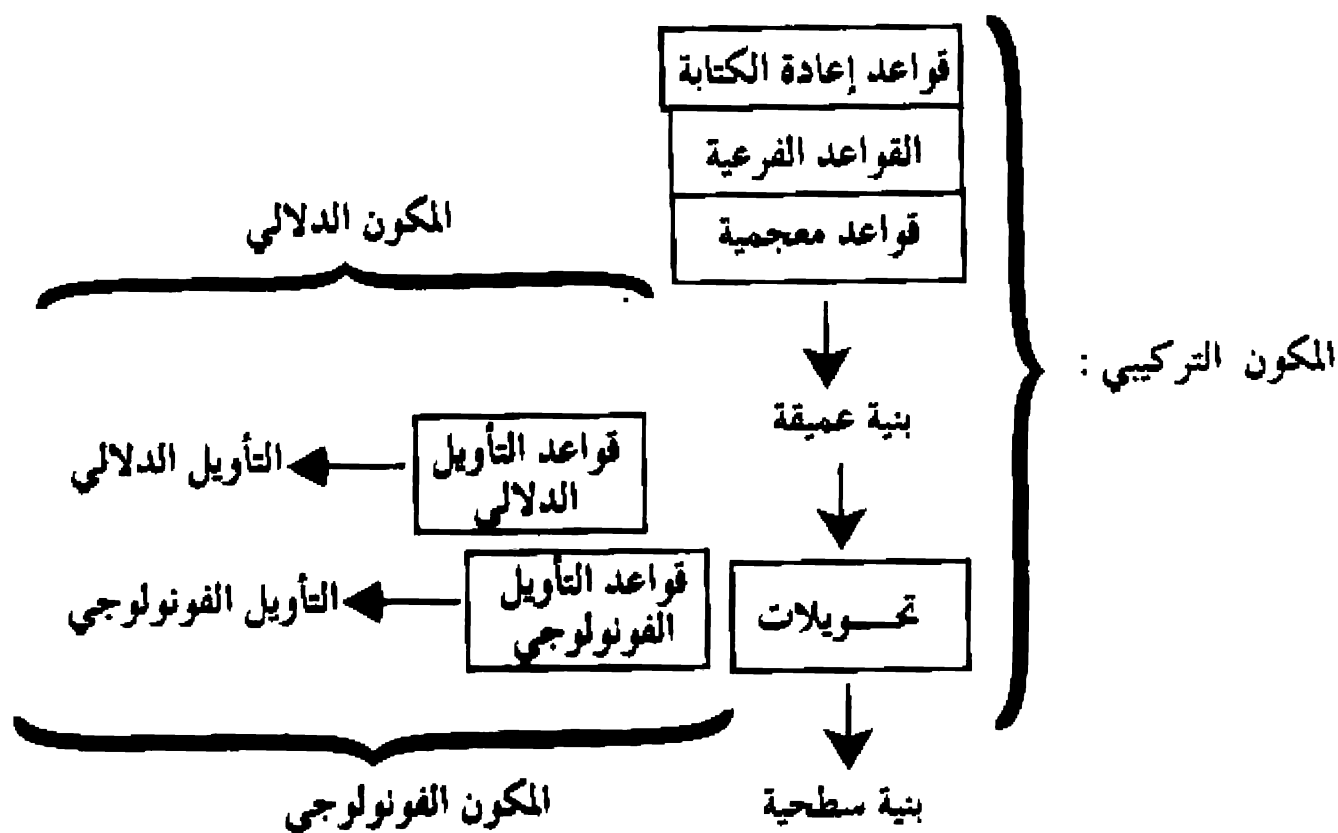 قواعد إعادة الكتابة
القواعد الفرعية
قواعد معجمية
المكون الدلالي
المكون التركيبي :
بنية عميقة
قواعد التأويل
الدلالي
التأويل الدلالي
تحـــويلات
قواعد التأويل
الفونولوجي
التأويل الفونولوجي
بنية سطحية
المكون الفونولوجي